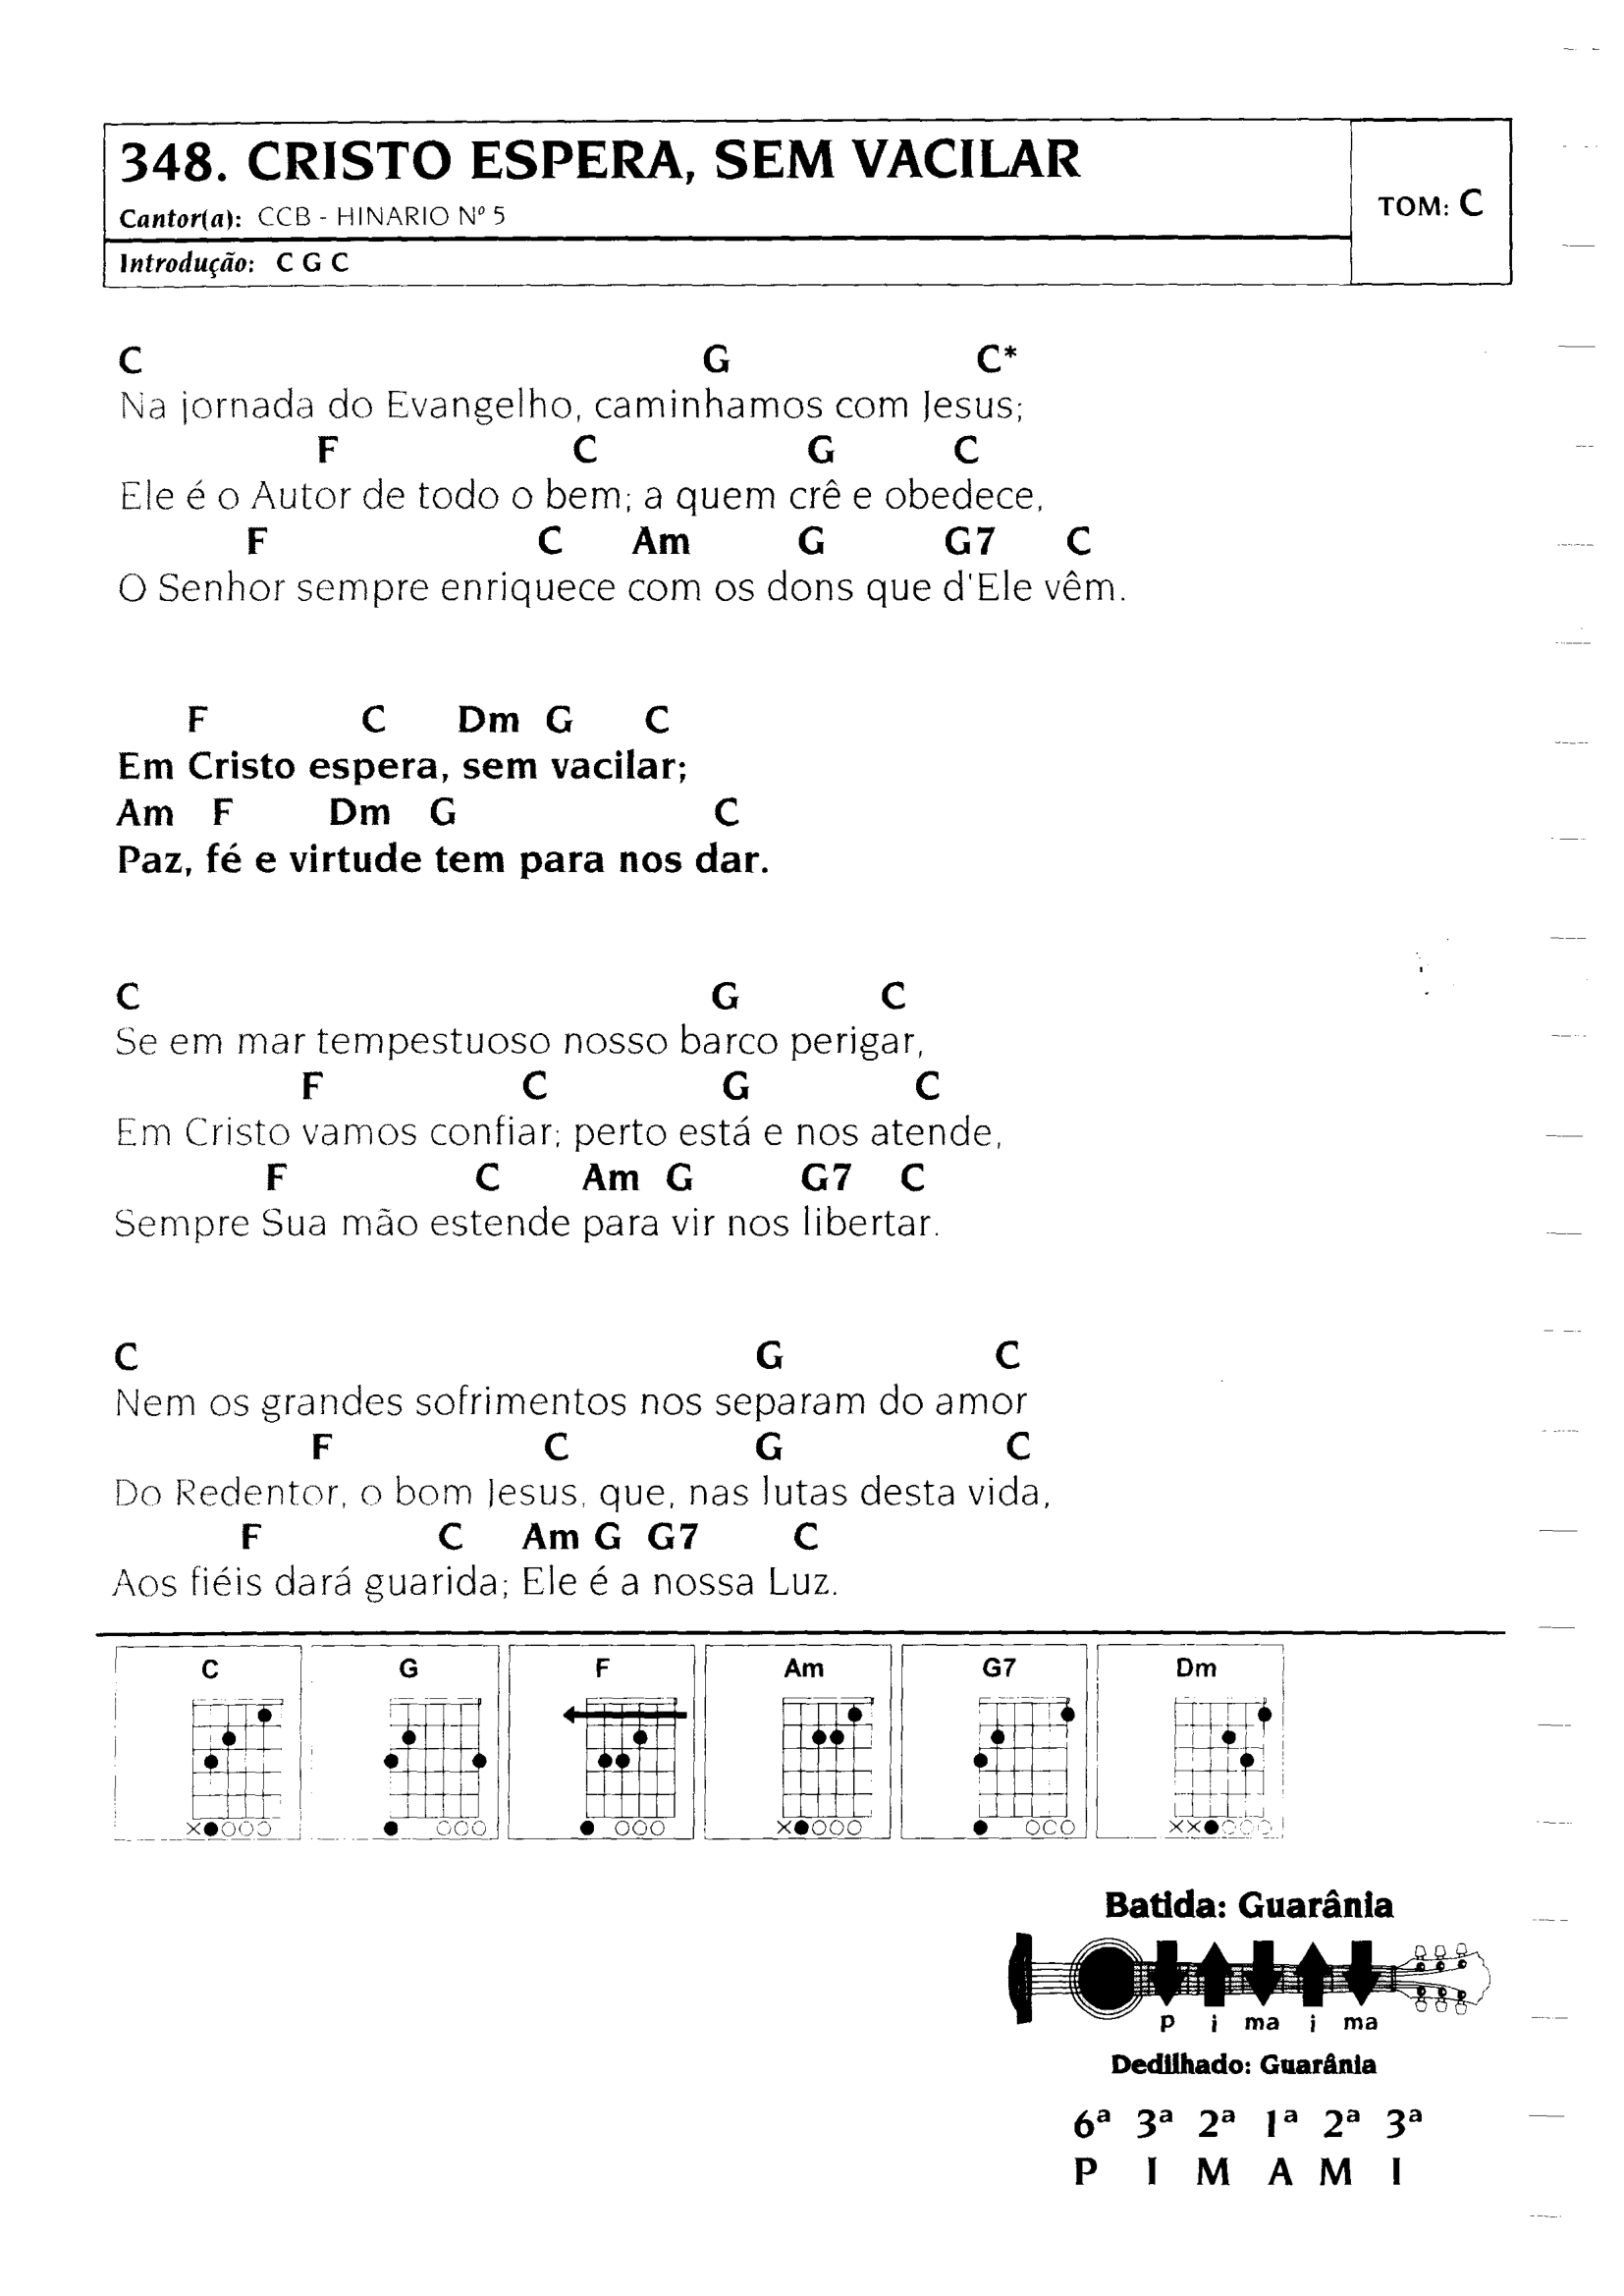 348. CRISTO ESPERA, SEM VACILAR
Cantor(a): CCB - HINARIO Nº 5
TOM: C
Introdução: C G C
C G C*
Na jornada do Evangelho, caminhamos com Jesus;
F C G C
Ele é o Autor de todo o bem; a quem crê e obedece,
F C Am G G7 C
O Senhor sempre enriquece com os dons que d'Ele vêm.
F C Dm G C
Em Cristo espera, sem vacilar;
Am F Dm G C
Paz, fé e virtude tem para nos dar.
C G C
Se em mar tempestuoso nosso barco perigar,
F C G C
Em Cristo vamos confiar; perto está e nos atende,
F C Am G G7 C
Sempre Sua mão estende para vir nos libertar.
C G C
Nem os grandes sofrimentos nos separam do amor
F C G C
Do Redentor, o bom Jesus, que, nas lutas desta vida,
F C Am G G7 C
Aos fiéis dará guarida; Ele é a nossa Luz.
C G F Am G7 Dm
Batida: Guarânia
p i ma i ma
Dedilhado: Guarânia
6ª 3ª 2ª 1ª 2ª 3ª
P I M A M I